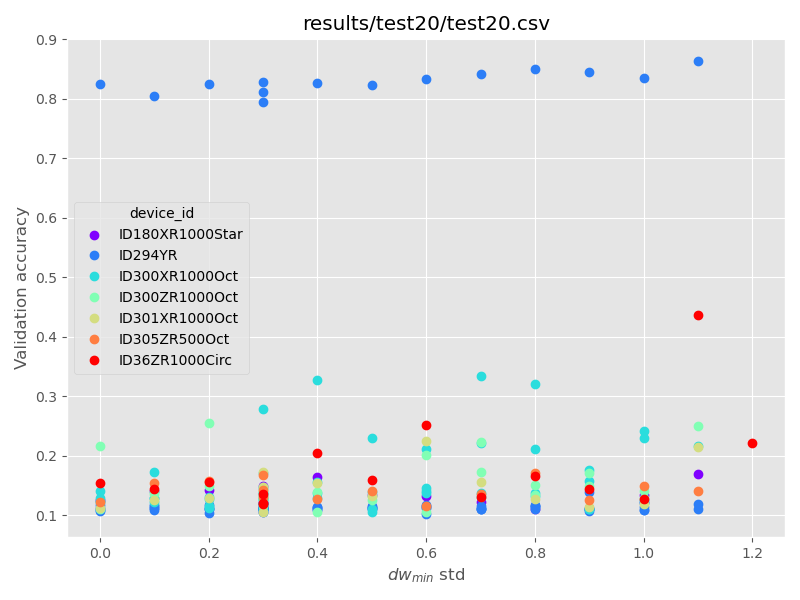 results/test20/test20.csv
0.9
0.8
0.7
0.6
0.5
0.4
0.3
0.2
0.1
Validation accuracy
device_id
ID180XR1000Star
ID294YR
ID300XR1000Oct
ID300ZR1000Oct
ID301XR1000Oct
ID305ZR500Oct
ID36ZR1000Circ
0.0 0.2 0.4 0.6 0.8 1.0 1.2
dw_min std